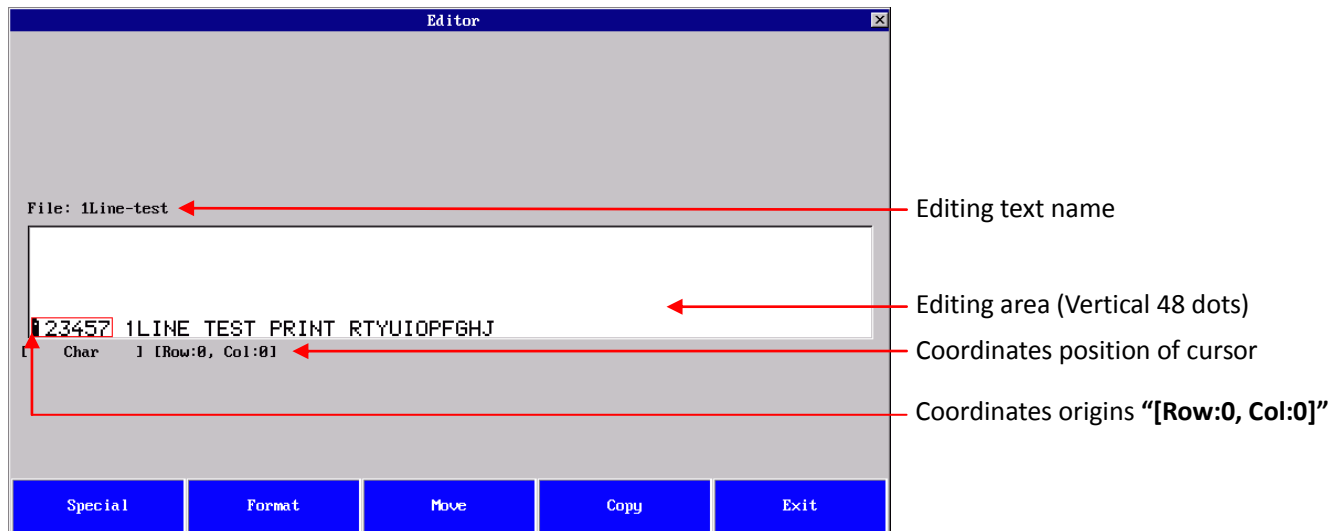 Editor
File: 1Line-test
Editing text name
Editing area (Vertical 48 dots)
23457 1LINE TEST PRINT RTYUIOPFGHJ
[ Char ] [Row:0, Col:0]
Coordinates position of cursor
Coordinates origins “[Row:0, Col:0]”
Special
Format
Move
Copy
Exit